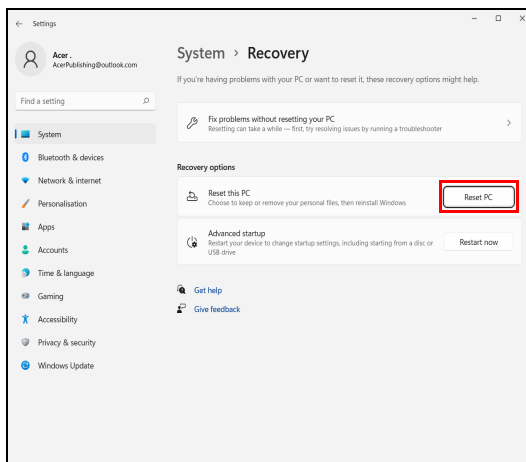 Settings
Acer .
AcerPublishing@outlook.com
Find a setting
System
Bluetooth & devices
Network & internet
Personalisation
Apps
Accounts
Time & language
Gaming
Accessibility
Privacy & security
Windows Update
System > Recovery
If you're having problems with your PC or want to reset it, these recovery options might help.
Fix problems without resetting your PC
Resetting can take a while — first, try resolving issues by running a troubleshooter
Recovery options
Reset this PC
Choose to keep or remove your personal files, then reinstall Windows
Reset PC
Advanced startup
Restart your device to change startup settings, including starting from a disc or
USB drive
Restart now
Get help
Give feedback